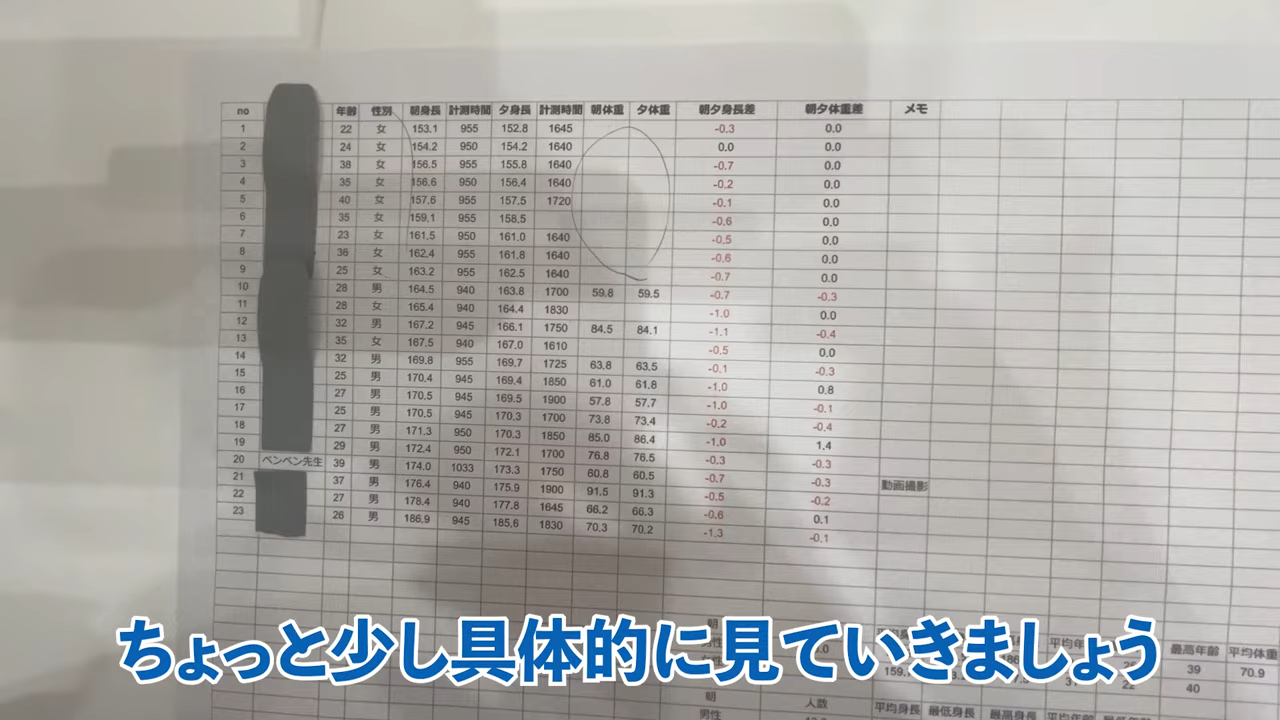 no 年齢 性別 朝身長 計測時間 夕身長 計測時間 朝体重 夕体重 朝夕身長差 朝夕体重差 メモ
1 22 女 153.1 955 152.8 1645 -0.3 0.0
2 24 女 154.2 950 154.2 1640 0.0 0.0
3 38 女 156.5 955 155.8 1640 -0.7 0.0
4 35 女 156.6 950 156.4 1640 -0.2 0.0
5 40 女 157.6 955 157.5 1720 -0.1 0.0
6 35 女 159.1 955 158.5 -0.6 0.0
7 23 女 161.5 950 161.0 1640 -0.5 0.0
8 36 女 162.4 955 161.8 1640 -0.6 0.0
9 25 女 163.2 955 162.5 1640 -0.7 0.0
10 28 男 164.5 940 163.8 1700 59.8 59.5 -0.7 -0.3
11 28 女 165.4 940 164.4 1830 -1.0 0.0
12 32 男 167.2 945 166.1 1750 84.5 84.1 -1.1 -0.4
13 35 女 167.5 940 167.0 1610 -0.5 0.0
14 32 男 169.8 955 169.7 1725 63.8 63.5 -0.1 -0.3
15 25 男 170.4 945 169.4 1850 61.0 61.8 -1.0 0.8
16 27 男 170.5 945 169.5 1900 57.8 57.7 -1.0 -0.1
17 25 男 170.5 945 170.3 1700 73.8 73.4 -0.2 -0.4
18 27 男 171.3 950 170.3 1850 85.0 86.4 -1.0 1.4
19 29 男 172.4 950 172.1 1700 76.8 76.5 -0.3 -0.3
20 ペンペン先生 39 男 174.0 1033 173.3 1750 60.8 60.5 -0.7 -0.3 動画撮影
21 37 男 176.4 940 175.9 1900 91.5 91.3 -0.5 -0.2
22 27 男 178.4 940 177.8 1645 66.2 66.3 -0.6 0.1
23 26 男 186.9 945 185.6 1830 70.3 70.2 -1.3 -0.1
最高年齢 平均体重
39 70.9
40
朝 人数 平均身長 最低身長 最高身長
男性
ちょっと少し具体的に見ていきましょう